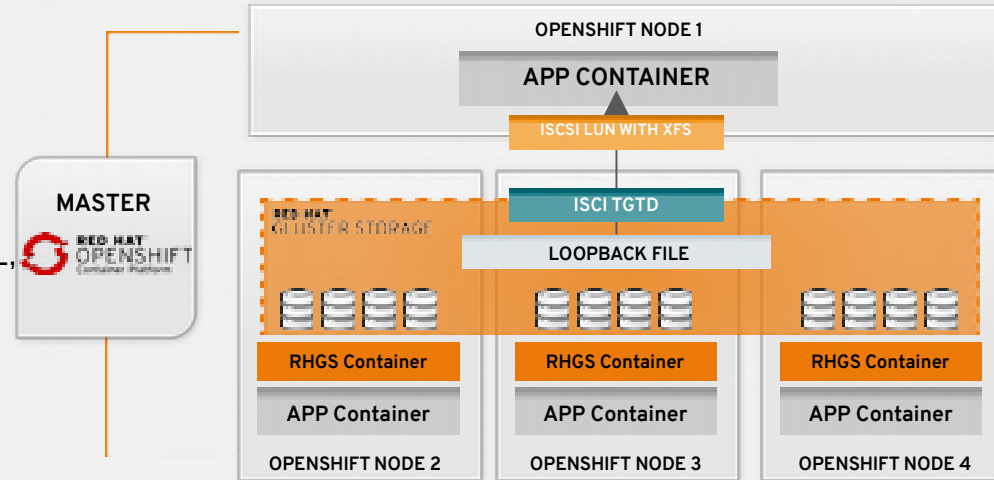 OPENSHIFT NODE 1
APP CONTAINER
ISCSI LUN WITH XFS
MASTER
RED HAT
OPENSHIFT
Container Platform
L,
ISCI TGTD
RED HAT
GLUSTER STORAGE
LOOPBACK FILE
RHGS Container
RHGS Container
RHGS Container
APP Container
APP Container
APP Container
OPENSHIFT NODE 2
OPENSHIFT NODE 3
OPENSHIFT NODE 4